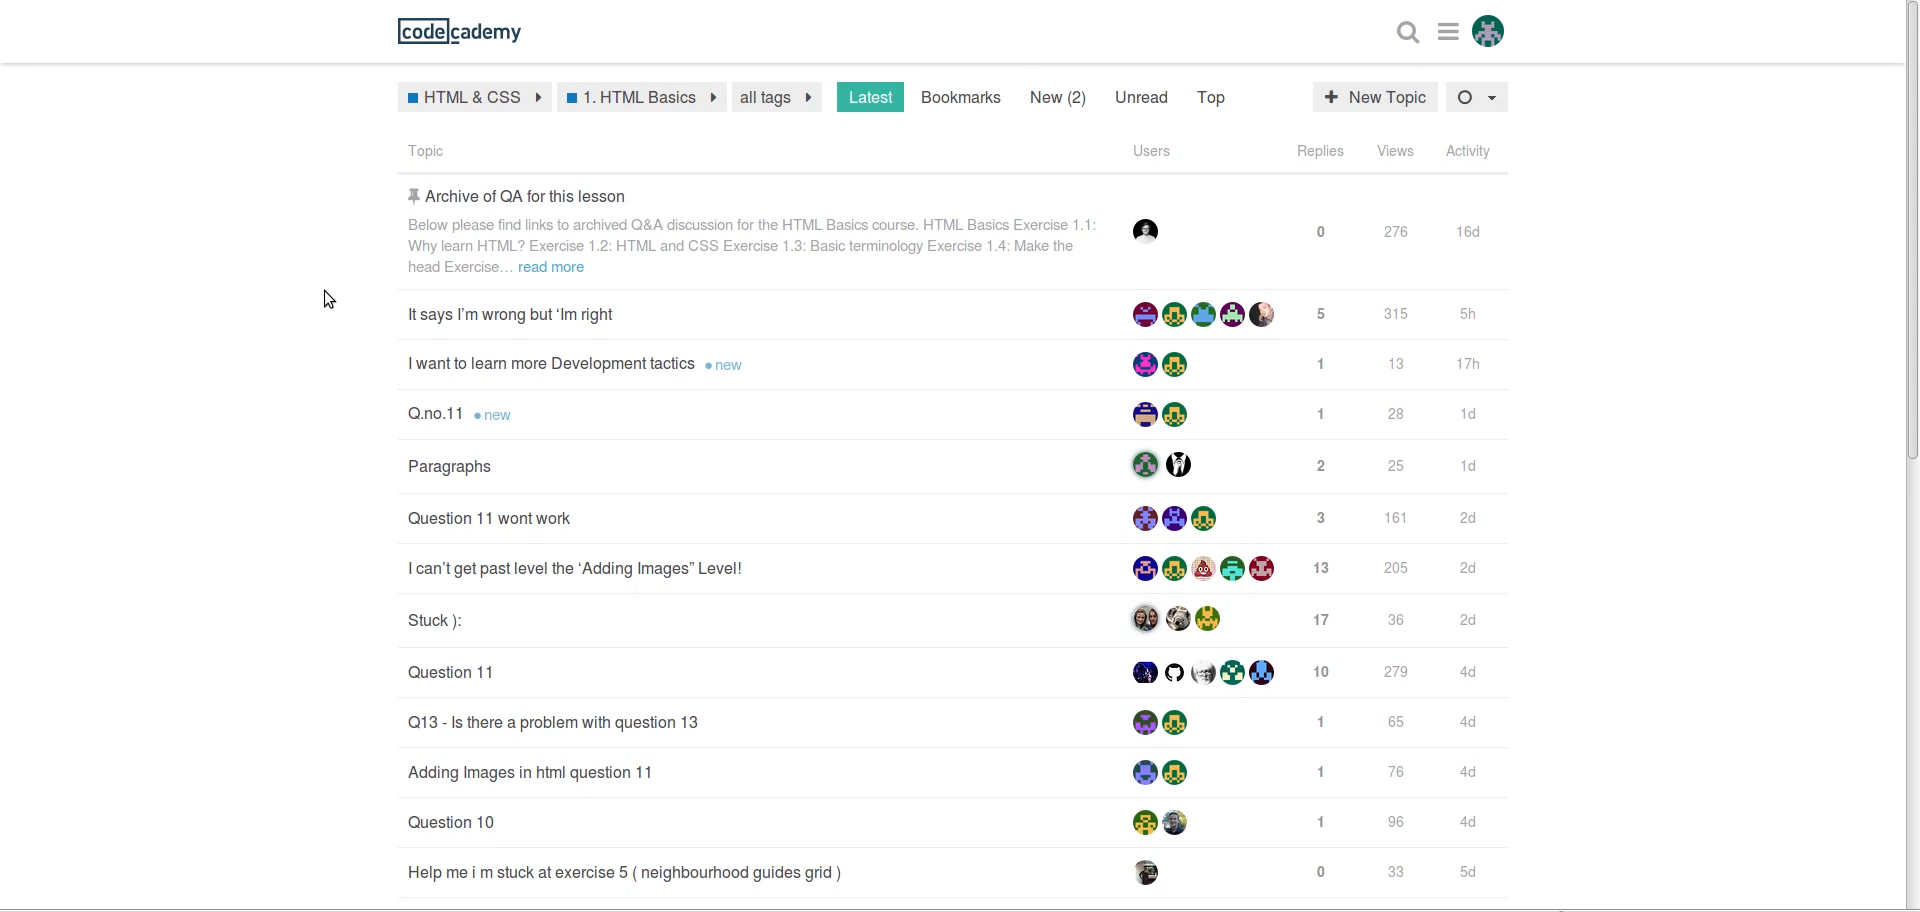 codecademy
HTML & CSS 1. HTML Basics all tags Latest Bookmarks New (2) Unread Top New Topic
Topic Users Replies Views Activity
Archive of QA for this lesson
Below please find links to archived Q&A discussion for the HTML Basics course. HTML Basics Exercise 1.1:
Why learn HTML? Exercise 1.2: HTML and CSS Exercise 1.3: Basic terminology Exercise 1.4: Make the
head Exercise… read more
0 276 16d
It says I’m wrong but ‘Im right 5 315 5h
I want to learn more Development tactics new 1 13 17h
Q.no.11 new 1 28 1d
Paragraphs 2 25 1d
Question 11 wont work 3 161 2d
I can’t get past level the ‘Adding Images” Level! 13 205 2d
Stuck ): 17 36 2d
Question 11 10 279 4d
Q13 - Is there a problem with question 13 1 65 4d
Adding Images in html question 11 1 76 4d
Question 10 1 96 4d
Help me i m stuck at exercise 5 ( neighbourhood guides grid ) 0 33 5d